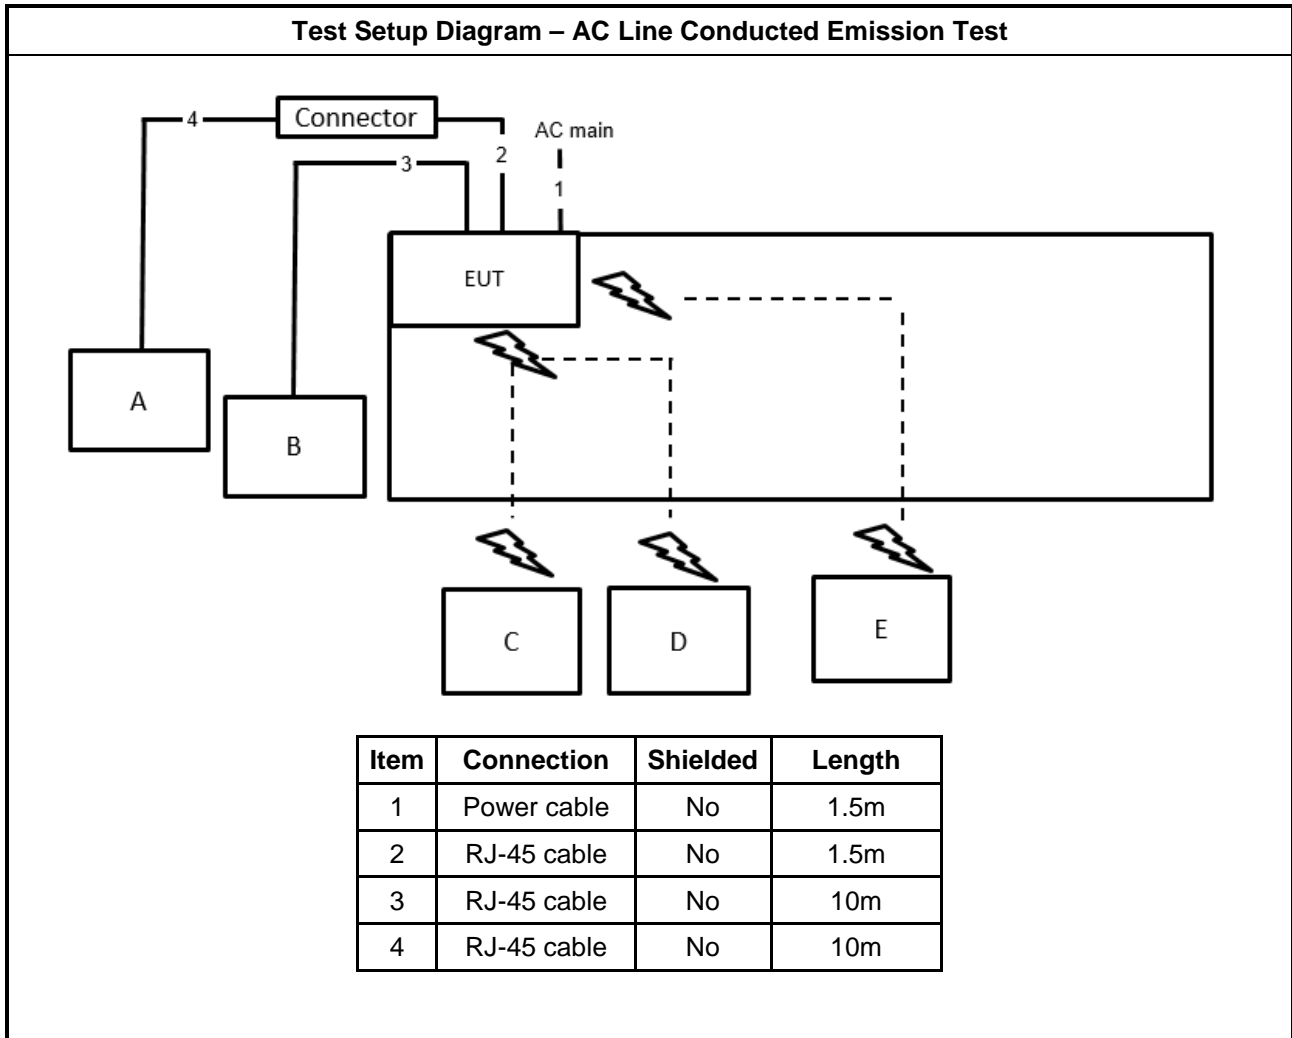 Test Setup Diagram – AC Line Conducted Emission Test
4
Connector
AC main
3
2
1
EUT
A
B
C
D
E
Item Connection Shielded Length
1 Power cable No 1.5m
2 RJ-45 cable No 1.5m
3 RJ-45 cable No 10m
4 RJ-45 cable No 10m